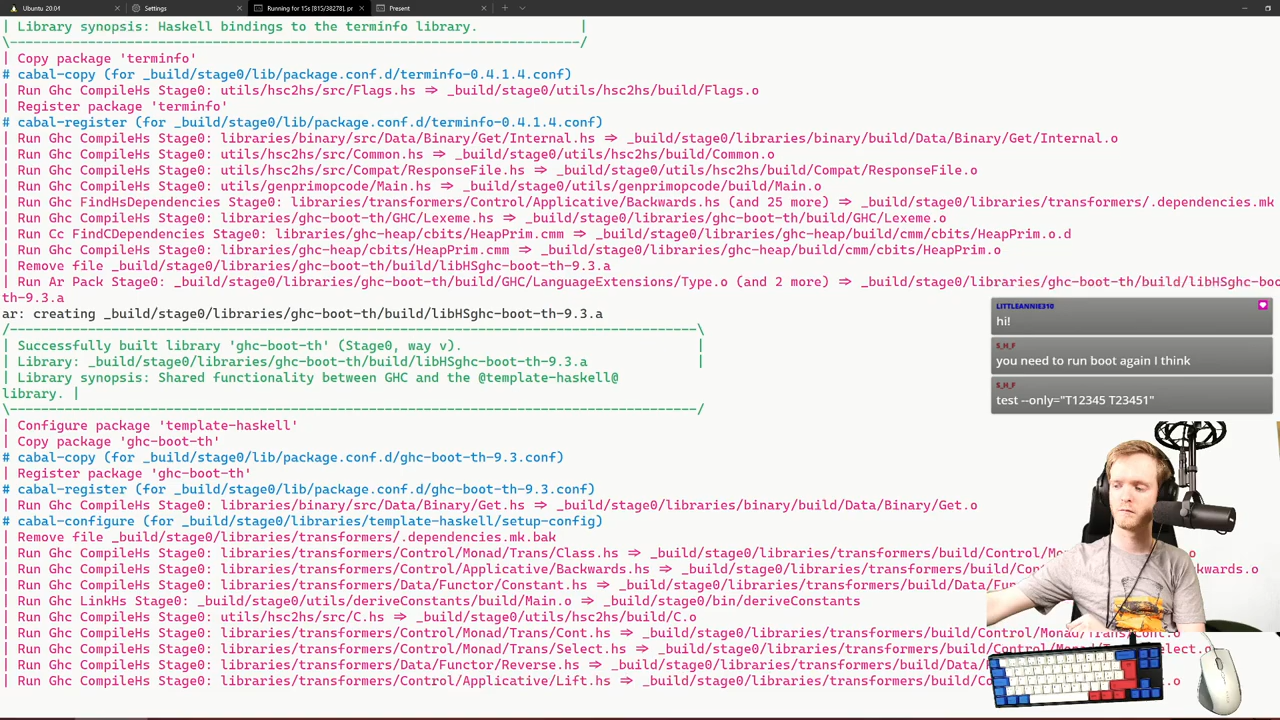 Ubuntu 20.04
Settings
Running for 15s [815/38278], pr
Present
| Library synopsis: Haskell bindings to the terminfo library. |
\-------------------------------------------------------------------------/
| Copy package 'terminfo'
# cabal-copy (for _build/stage0/lib/package.conf.d/terminfo-0.4.1.4.conf)
| Run Ghc CompileHs Stage0: utils/hsc2hs/src/Flags.hs => _build/stage0/utils/hsc2hs/build/Flags.o
| Register package 'terminfo'
# cabal-register (for _build/stage0/lib/package.conf.d/terminfo-0.4.1.4.conf)
| Run Ghc CompileHs Stage0: libraries/binary/src/Data/Binary/Get/Internal.hs => _build/stage0/libraries/binary/build/Data/Binary/Get/Internal.o
| Run Ghc CompileHs Stage0: utils/hsc2hs/src/Common.hs => _build/stage0/utils/hsc2hs/build/Common.o
| Run Ghc CompileHs Stage0: utils/hsc2hs/src/Compat/ResponseFile.hs => _build/stage0/utils/hsc2hs/build/Compat/ResponseFile.o
| Run Ghc CompileHs Stage0: utils/genprimopcode/Main.hs => _build/stage0/utils/genprimopcode/build/Main.o
| Run Ghc FindHsDependencies Stage0: libraries/transformers/Control/Applicative/Backwards.hs (and 25 more) => _build/stage0/libraries/transformers/.dependencies.mk
| Run Ghc CompileHs Stage0: libraries/ghc-boot-th/GHC/Lexeme.hs => _build/stage0/libraries/ghc-boot-th/build/GHC/Lexeme.o
| Run Cc FindCDependencies Stage0: libraries/ghc-heap/cbits/HeapPrim.cmm => _build/stage0/libraries/ghc-heap/build/cmm/cbits/HeapPrim.o.d
| Run Ghc CompileHs Stage0: libraries/ghc-heap/cbits/HeapPrim.cmm => _build/stage0/libraries/ghc-heap/build/cmm/cbits/HeapPrim.o
| Remove file _build/stage0/libraries/ghc-boot-th/build/libHSghc-boot-th-9.3.a
| Run Ar Pack Stage0: _build/stage0/libraries/ghc-boot-th/build/GHC/LanguageExtensions/Type.o (and 2 more) => _build/stage0/libraries/ghc-boot-th/build/libHSghc-boo
th-9.3.a
ar: creating _build/stage0/libraries/ghc-boot-th/build/libHSghc-boot-th-9.3.a
/----------------------------------------------------------------------------------------\
| Successfully built library 'ghc-boot-th' (Stage0, way v). |
| Library: _build/stage0/libraries/ghc-boot-th/build/libHSghc-boot-th-9.3.a |
| Library synopsis: Shared functionality between GHC and the @template-haskell@
library. |
\----------------------------------------------------------------------------------------/
| Configure package 'template-haskell'
| Copy package 'ghc-boot-th'
# cabal-copy (for _build/stage0/lib/package.conf.d/ghc-boot-th-9.3.conf)
| Register package 'ghc-boot-th'
# cabal-register (for _build/stage0/lib/package.conf.d/ghc-boot-th-9.3.conf)
| Run Ghc CompileHs Stage0: libraries/binary/src/Data/Binary/Get.hs => _build/stage0/libraries/binary/build/Data/Binary/Get.o
# cabal-configure (for _build/stage0/libraries/template-haskell/setup-config)
| Remove file _build/stage0/libraries/transformers/.dependencies.mk.bak
| Run Ghc CompileHs Stage0: libraries/transformers/Control/Monad/Trans/Class.hs => _build/stage0/libraries/transformers/build/Control/Mo
| Run Ghc CompileHs Stage0: libraries/transformers/Control/Applicative/Backwards.hs => _build/stage0/libraries/transformers/build/Con wards.o
| Run Ghc CompileHs Stage0: libraries/transformers/Data/Functor/Constant.hs => _build/stage0/libraries/transformers/build/Data/Fu
| Run Ghc LinkHs Stage0: _build/stage0/utils/deriveConstants/build/Main.o => _build/stage0/bin/deriveConstants
| Run Ghc CompileHs Stage0: utils/hsc2hs/src/C.hs => _build/stage0/utils/hsc2hs/build/C.o
| Run Ghc CompileHs Stage0: libraries/transformers/Control/Monad/Trans/Cont.hs => _build/stage0/libraries/transformers/build/Control/Monad/Trans/Cont.o
| Run Ghc CompileHs Stage0: libraries/transformers/Control/Monad/Trans/Select.hs => _build/stage0/libraries/transformers/build/Control/
| Run Ghc CompileHs Stage0: libraries/transformers/Data/Functor/Reverse.hs => _build/stage0/libraries/transformers/build/Data/
| Run Ghc CompileHs Stage0: libraries/transformers/Control/Applicative/Lift.hs => _build/stage0/libraries/transformers/build/Co
LITTLEANNIE310
hi!
S_H_F
you need to run boot again I think
S_H_F
test --only="T12345 T23451"